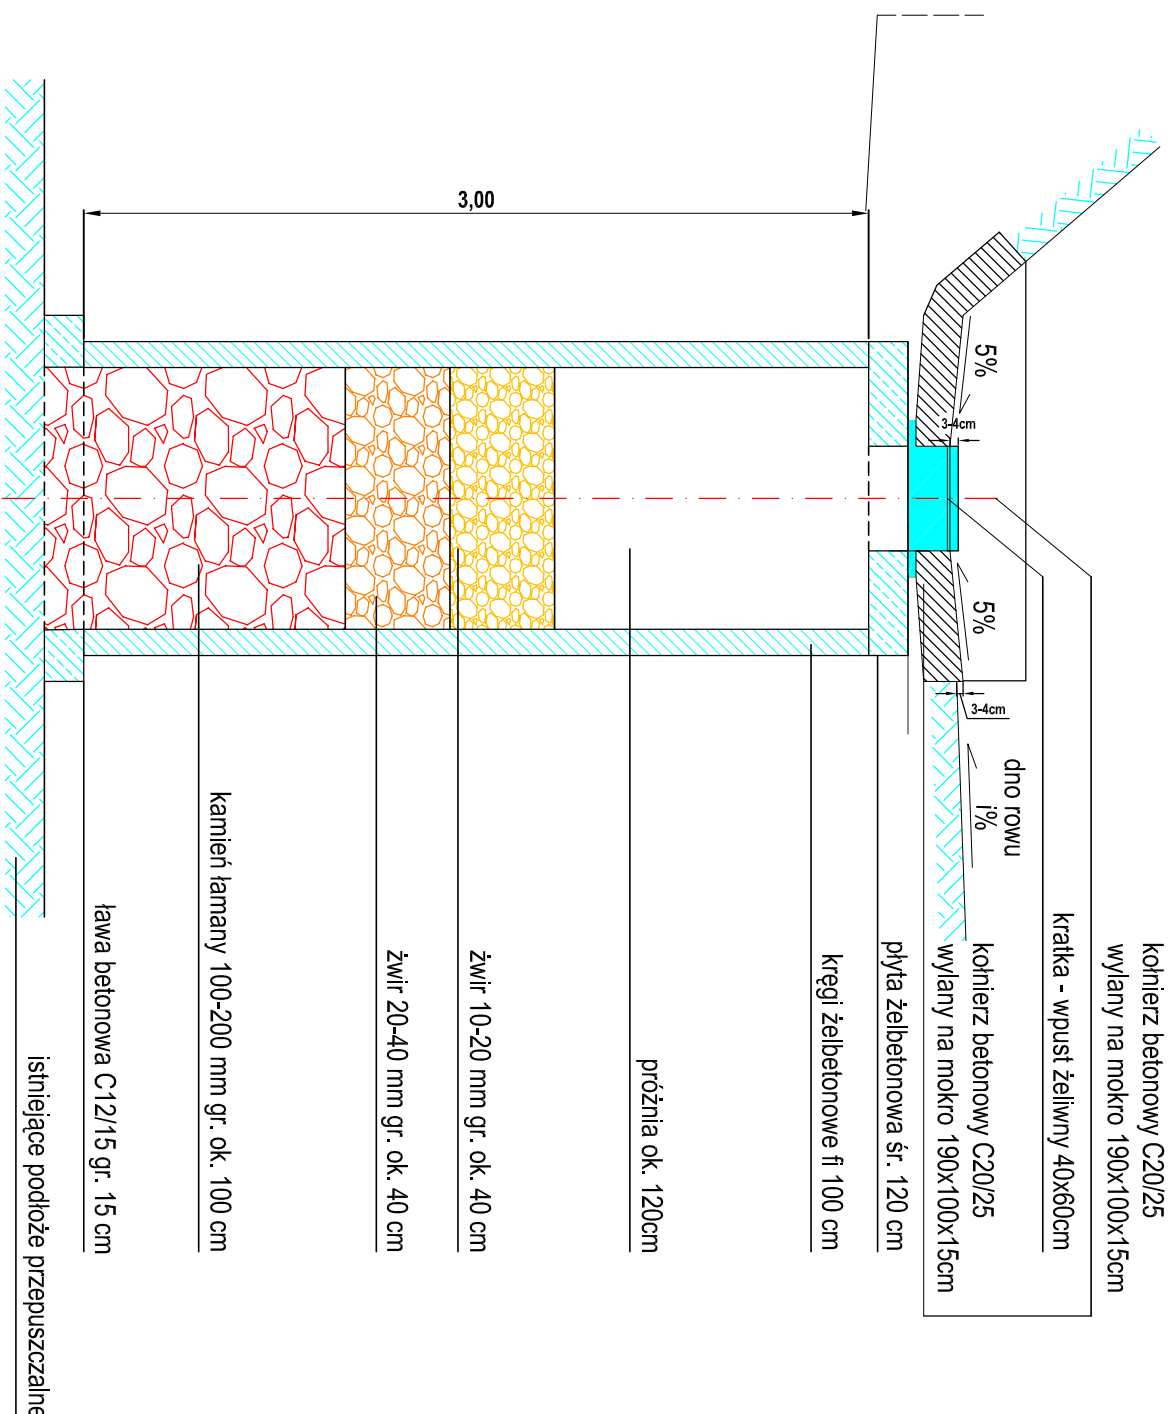 kołnierz betonowy C20/25
wylany na mokro 190x100x15cm
kratka - wpust żeliwny 40x60cm
kołnierz betonowy C20/25
wylany na mokro 190x100x15cm
płyta żelbetonowa śr. 120 cm
kręgi żelbetonowe fi 100 cm
próżnia ok. 120cm
żwir 10-20 mm gr. ok. 40 cm
żwir 20-40 mm gr. ok. 40 cm
kamień łamany 100-200 mm gr. ok. 100 cm
ława betonowa C12/15 gr. 15 cm
istniejące podłoże przepuszczalne
dno rowu
i%
5%
5%
3-4cm
3-4cm
3,00